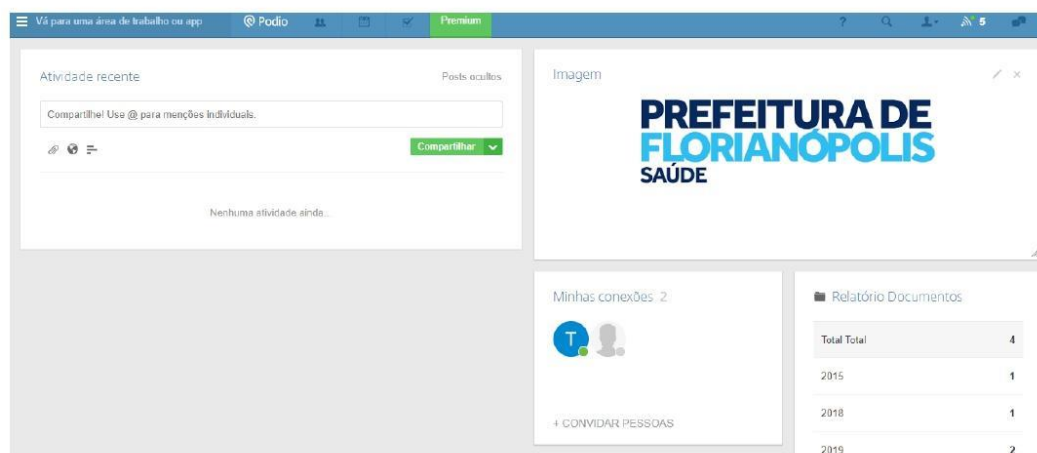 Vá para uma área de trabalho ou app
Podio
Premium
?
5
Atividade recente
Posts ocultos
Compartilhe! Use @ para menções individuais.
Compartilhar
Nenhuma atividade ainda...
Imagem
PREFEITURA DE
FLORIANÓPOLIS
SAÚDE
Minhas conexões 2
T
+ CONVIDAR PESSOAS
Relatório Documentos
Total Total 4
2015 1
2018 1
2019 2